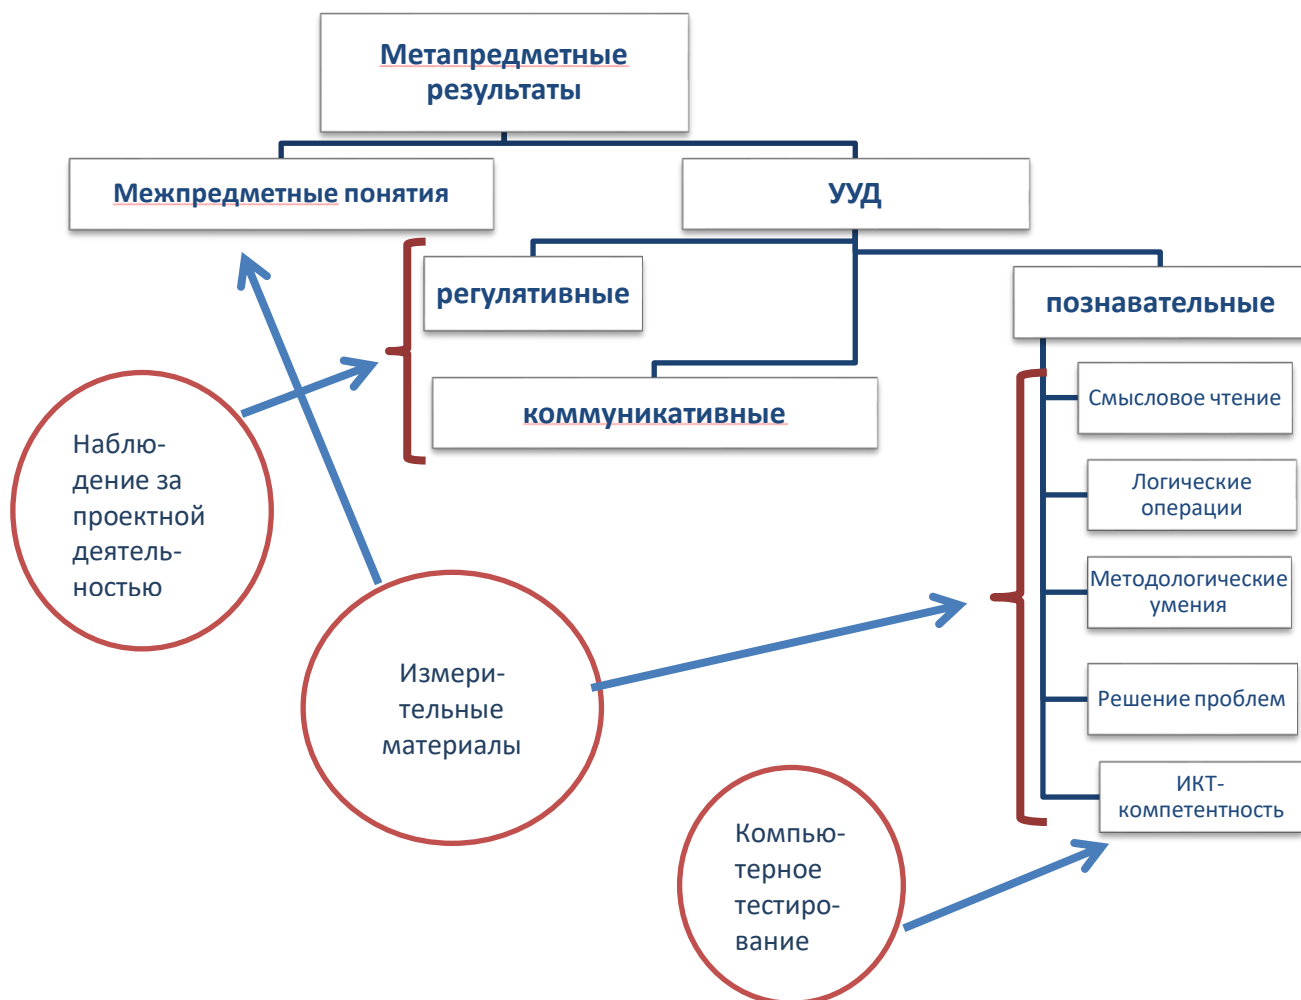 Метапредметные
результаты
Межпредметные понятия
УУД
регулятивные
познавательные
коммуникативные
Смысловое чтение
Логические
операции
Методологические
умения
Решение проблем
ИКТ-
компетентность
Наблю-
дение за
проектной
деятель-
ностью
Измери-
тельные
материалы
Компью-
терное
тестиро-
вание